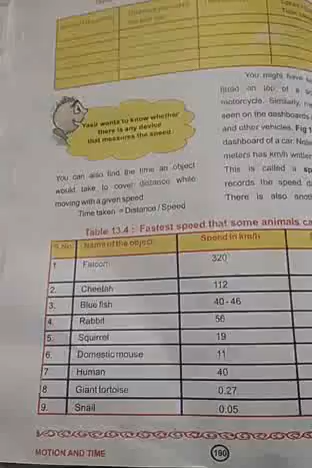 You might have
fitted on top of a
motorcycle. Similarly,
seen on the dashboards
and other vehicles. Fig
dashboard of a car. Note
meters has km/h written
This is called a
records the speed
There is also
Yasir wants to know whether
there is any device
that measures the speed
You can also find the time an object
would take to cover distance while
moving with a given speed.
Time taken = Distance / Speed
Table 13.4 : Fastest speed that some animals ca
S. No. Name of the object Speed in km/h
1 Falcon 320
2. Cheetah 112
3. Blue fish 40 - 46
4. Rabbit 56
5. Squirrel 19
6. Domestic mouse 11
7 Human 40
8 Giant tortoise 0.27
9. Snail 0.05
MOTION AND TIME 190